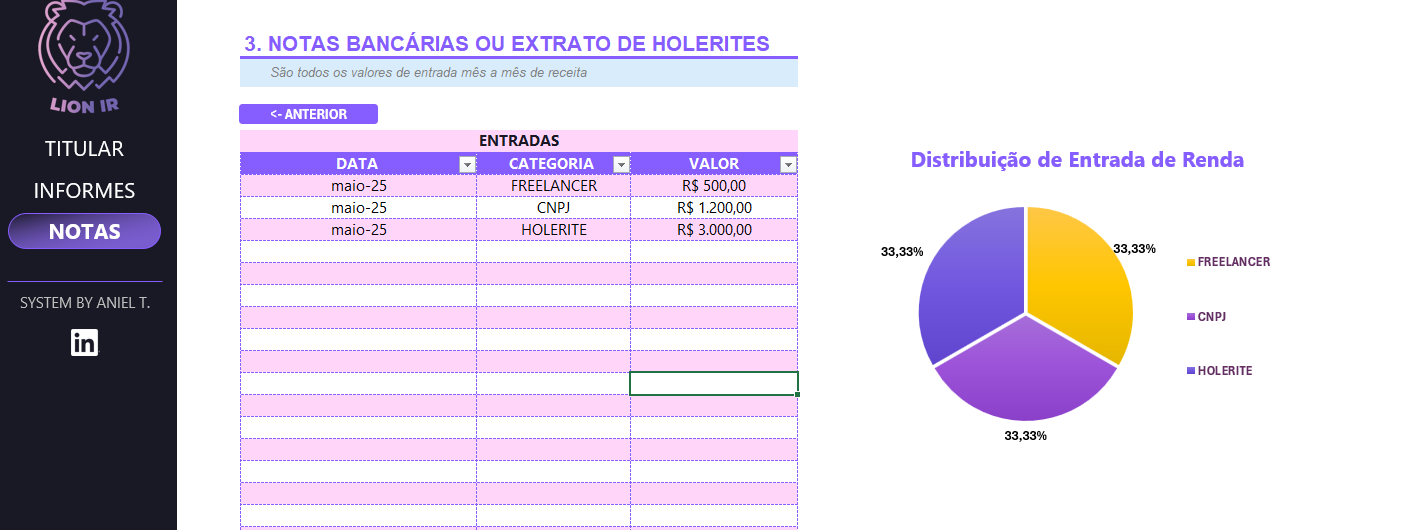 LION IR
TITULAR
INFORMES
NOTAS
SYSTEM BY ANIEL T.
in
3. NOTAS BANCÁRIAS OU EXTRATO DE HOLERITES
São todos os valores de entrada mês a mês de receita
<- ANTERIOR
ENTRADAS
DATA CATEGORIA VALOR
maio-25 FREELANCER R$ 500,00
maio-25 CNPJ R$ 1.200,00
maio-25 HOLERITE R$ 3.000,00
Distribuição de Entrada de Renda
33,33%
33,33%
33,33%
FREELANCER
CNPJ
HOLERITE